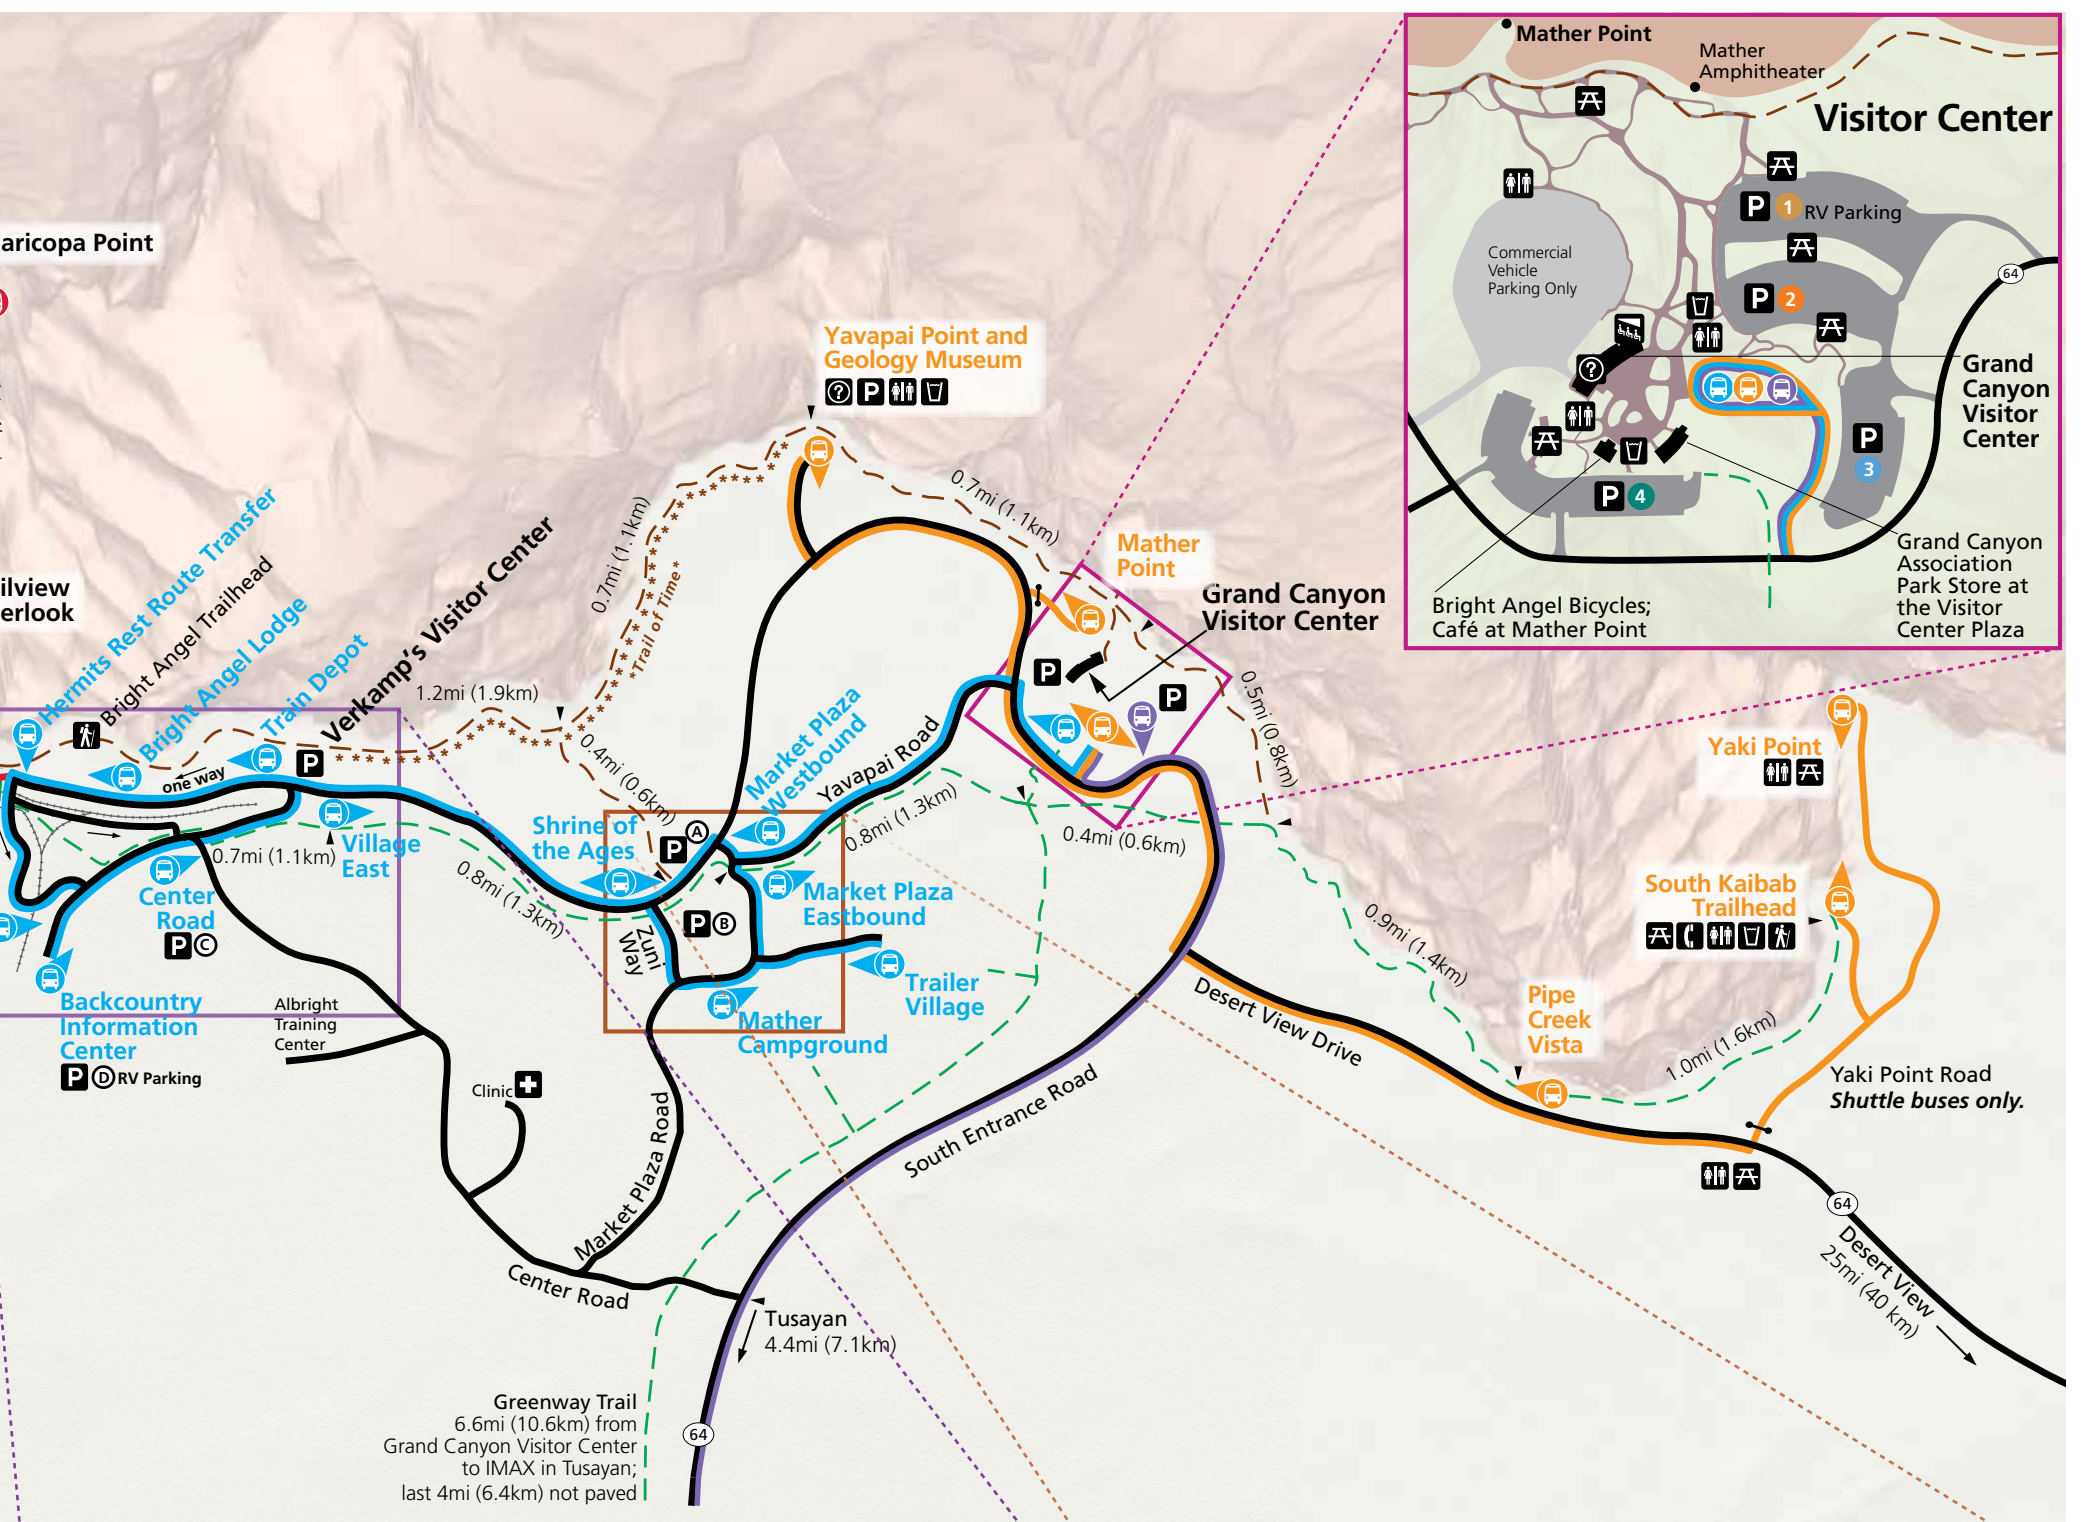 aricopa Point
ilview
erlook
Hermits Rest Route Transfer
Bright Angel Trailhead
Bright Angel Lodge
Train Depot
P
Verkamp’s Visitor Center
one way
1.2mi (1.9km)
0.7mi (1.1km)
*Trail of Time*
Yavapai Point and
Geology Museum
? P
0.7mi (1.1km)
Mather
Point
Grand Canyon
Visitor Center
P
P
0.5mi (0.8km)
0.4mi (0.6km)
Market Plaza
Westbound
Yavapai Road
0.8mi (1.3km)
0.4mi (0.6km)
Shrine of
the Ages
P A
P B
Zuni
Way
Market Plaza
Eastbound
Trailer
Village
Mather
Campground
Village
East
0.7mi (1.1km)
0.8mi (1.3km)
Center
Road
P C
Backcountry
Information
Center
P D RV Parking
Albright
Training
Center
Clinic
Market Plaza Road
Center Road
South Entrance Road
Tusayan
4.4mi (7.1km)
64
Greenway Trail
6.6mi (10.6km) from
Grand Canyon Visitor Center
to IMAX in Tusayan;
last 4mi (6.4km) not paved
Desert View Drive
0.9mi (1.4km)
Pipe
Creek
Vista
1.0mi (1.6km)
Yaki Point
South Kaibab
Trailhead
Yaki Point Road
Shuttle buses only.
64
Desert View
25mi (40 km)
Mather Point
Mather
Amphitheater
Visitor Center
P 1 RV Parking
Commercial
Vehicle
Parking Only
P 2
64
?
Grand
Canyon
Visitor
Center
P
3
P 4
Grand Canyon
Association
Park Store at
the Visitor
Center Plaza
Bright Angel Bicycles;
Café at Mather Point